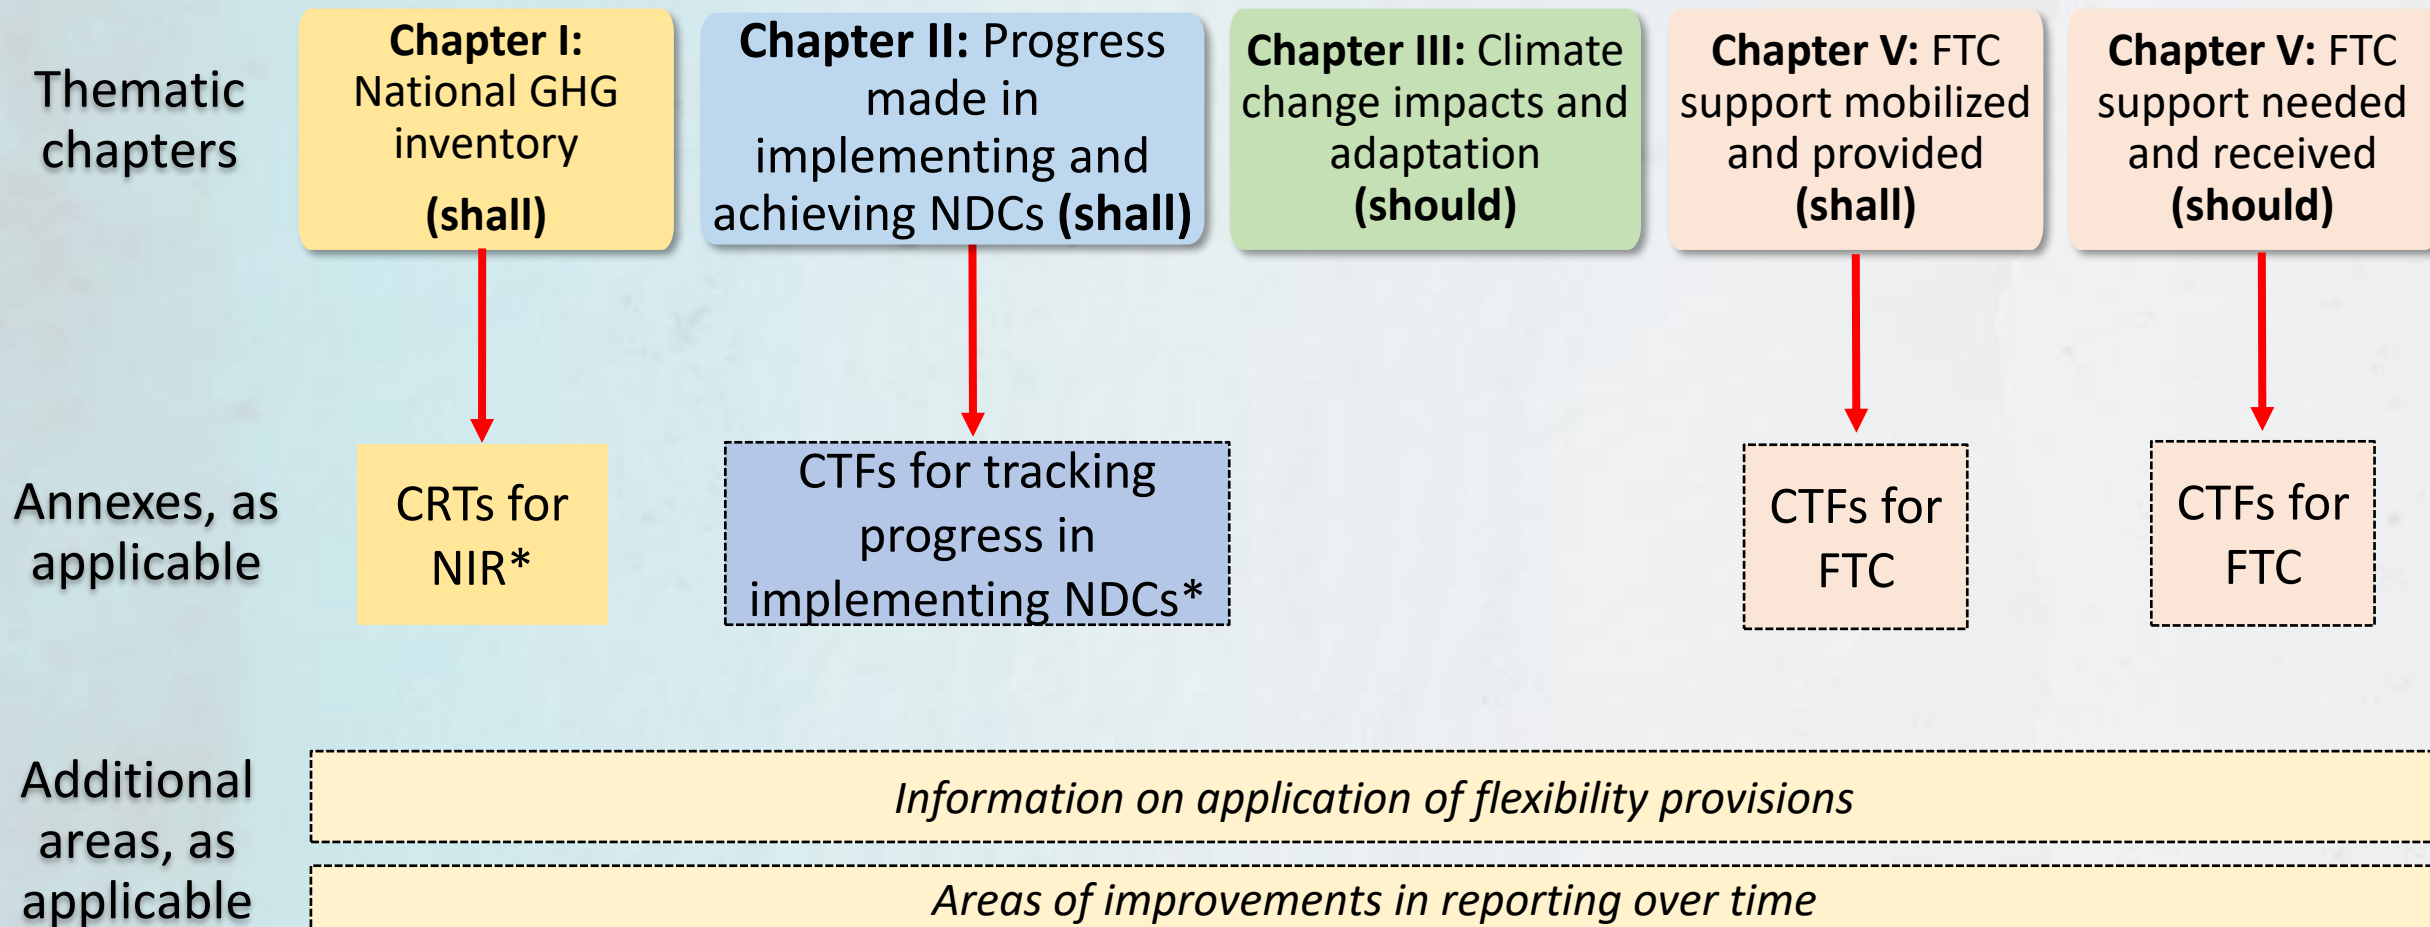 Thematic
chapters
Chapter I:
National GHG
inventory
(shall)
Chapter II: Progress
made in
implementing and
achieving NDCs (shall)
Chapter III: Climate
change impacts and
adaptation
(should)
Chapter V: FTC
support mobilized
and provided
(shall)
Chapter V: FTC
support needed
and received
(should)
Annexes, as
applicable
CRTs for
NIR*
CTFs for tracking
progress in
implementing NDCs*
CTFs for
FTC
CTFs for
FTC
Additional
areas, as
applicable
Information on application of flexibility provisions
Areas of improvements in reporting over time